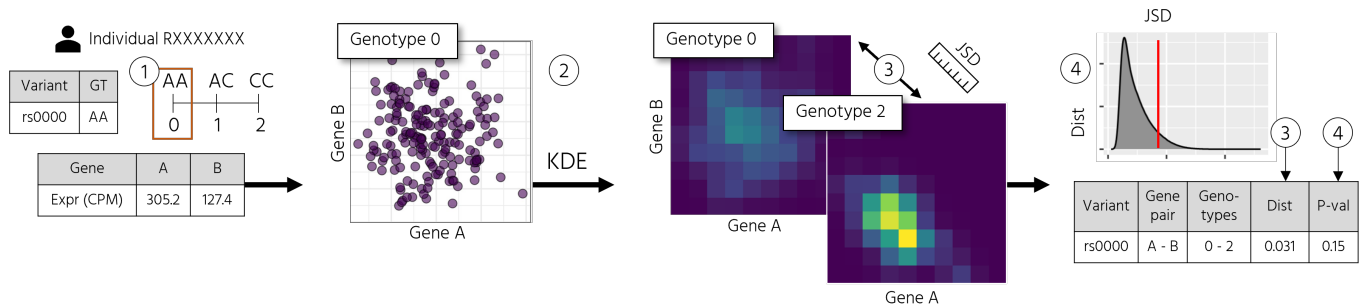 Individual RXXXXXXX
1
AA AC CC
0 1 2
Variant GT
rs0000 AA
Gene A B
Expr (CPM) 305.2 127.4
Genotype 0
2
Gene B
Gene A
KDE
Genotype 0
Gene B
Gene A
3
JSD
Genotype 2
Gene A
JSD
4
Dist
3
4
Variant Gene pair Geno-types Dist P-val
rs0000 A - B 0 - 2 0.031 0.15